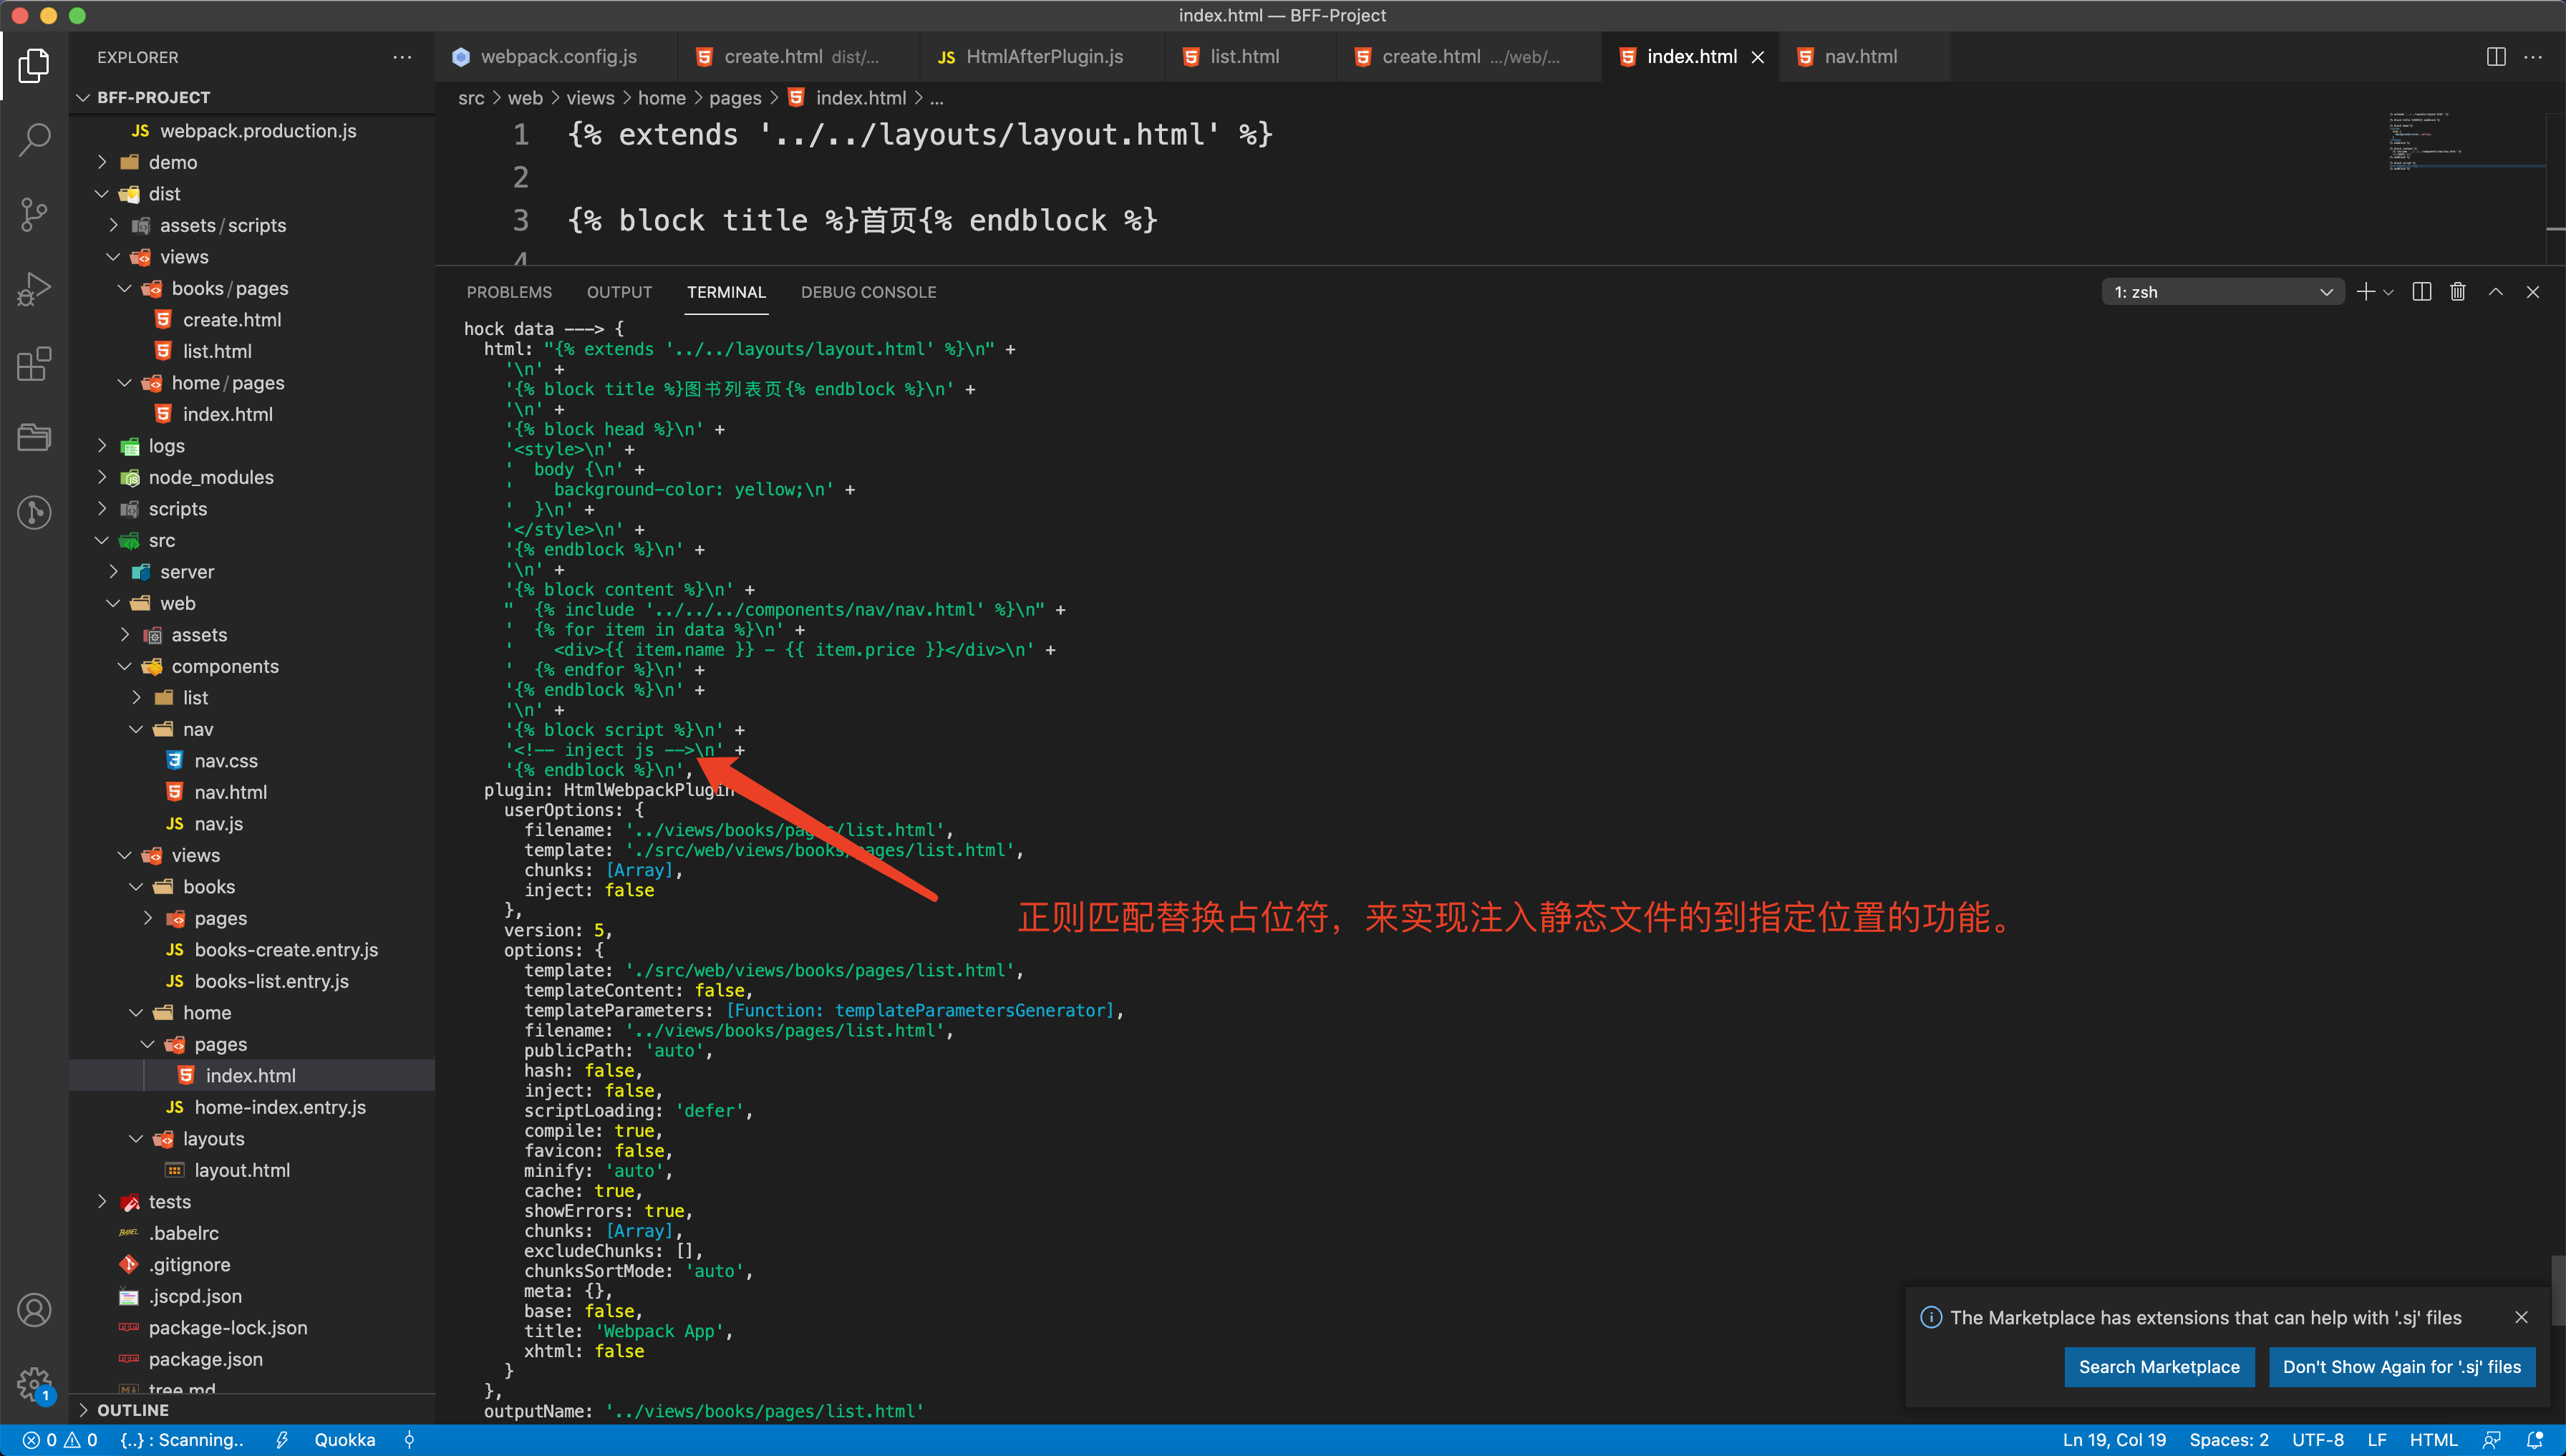 index.html — BFF-Project
EXPLORER
BFF-PROJECT
webpack.production.js
demo
dist
assets/scripts
views
books/pages
create.html
list.html
home/pages
index.html
logs
node_modules
scripts
src
server
web
assets
components
list
nav
nav.css
nav.html
nav.js
views
books
pages
books-create.entry.js
books-list.entry.js
home
pages
index.html
home-index.entry.js
layouts
layout.html
tests
.babelrc
.gitignore
.jscpd.json
package-lock.json
package.json
tree.md
OUTLINE
webpack.config.js
create.html dist/...
HtmlAfterPlugin.js
list.html
create.html .../web/...
index.html
nav.html
src > web > views > home > pages > index.html > ...
1 {% extends '../../layouts/layout.html' %}
2
3 {% block title %}首页{% endblock %}
4
PROBLEMS OUTPUT TERMINAL DEBUG CONSOLE
1: zsh
hock data ---> {
html: "{% extends '../../layouts/layout.html' %}\n" +
'\n' +
'{% block title %}图书列表页{% endblock %}\n' +
'\n' +
'{% block head %}\n' +
'<style>\n' +
'  body {\n' +
'    background-color: yellow;\n' +
'  }\n' +
'</style>\n' +
'{% endblock %}\n' +
'\n' +
'{% block content %}\n' +
"  {% include '../../../components/nav/nav.html' %}\n" +
'  {% for item in data %}\n' +
'    <div>{{ item.name }} - {{ item.price }}</div>\n' +
'  {% endfor %}\n' +
'{% endblock %}\n' +
'\n' +
'{% block script %}\n' +
'<!-- inject js -->\n' +
'{% endblock %}\n',
plugin: HtmlWebpackPlugin
userOptions: {
filename: '../views/books/pages/list.html',
template: './src/web/views/books/pages/list.html',
chunks: [Array],
inject: false
},
正则匹配替换占位符，来实现注入静态文件的到指定位置的功能。
version: 5,
options: {
template: './src/web/views/books/pages/list.html',
templateContent: false,
templateParameters: [Function: templateParametersGenerator],
filename: '../views/books/pages/list.html',
publicPath: 'auto',
hash: false,
inject: false,
scriptLoading: 'defer',
compile: true,
favicon: false,
minify: 'auto',
cache: true,
showErrors: true,
chunks: [Array],
excludeChunks: [],
chunksSortMode: 'auto',
meta: {},
base: false,
title: 'Webpack App',
xhtml: false
}
},
outputName: '../views/books/pages/list.html'
The Marketplace has extensions that can help with '.sj' files
Search Marketplace
Don't Show Again for '.sj' files
1
0 0 {..} : Scanning.. Quokka
Ln 19, Col 19 Spaces: 2 UTF-8 LF HTML